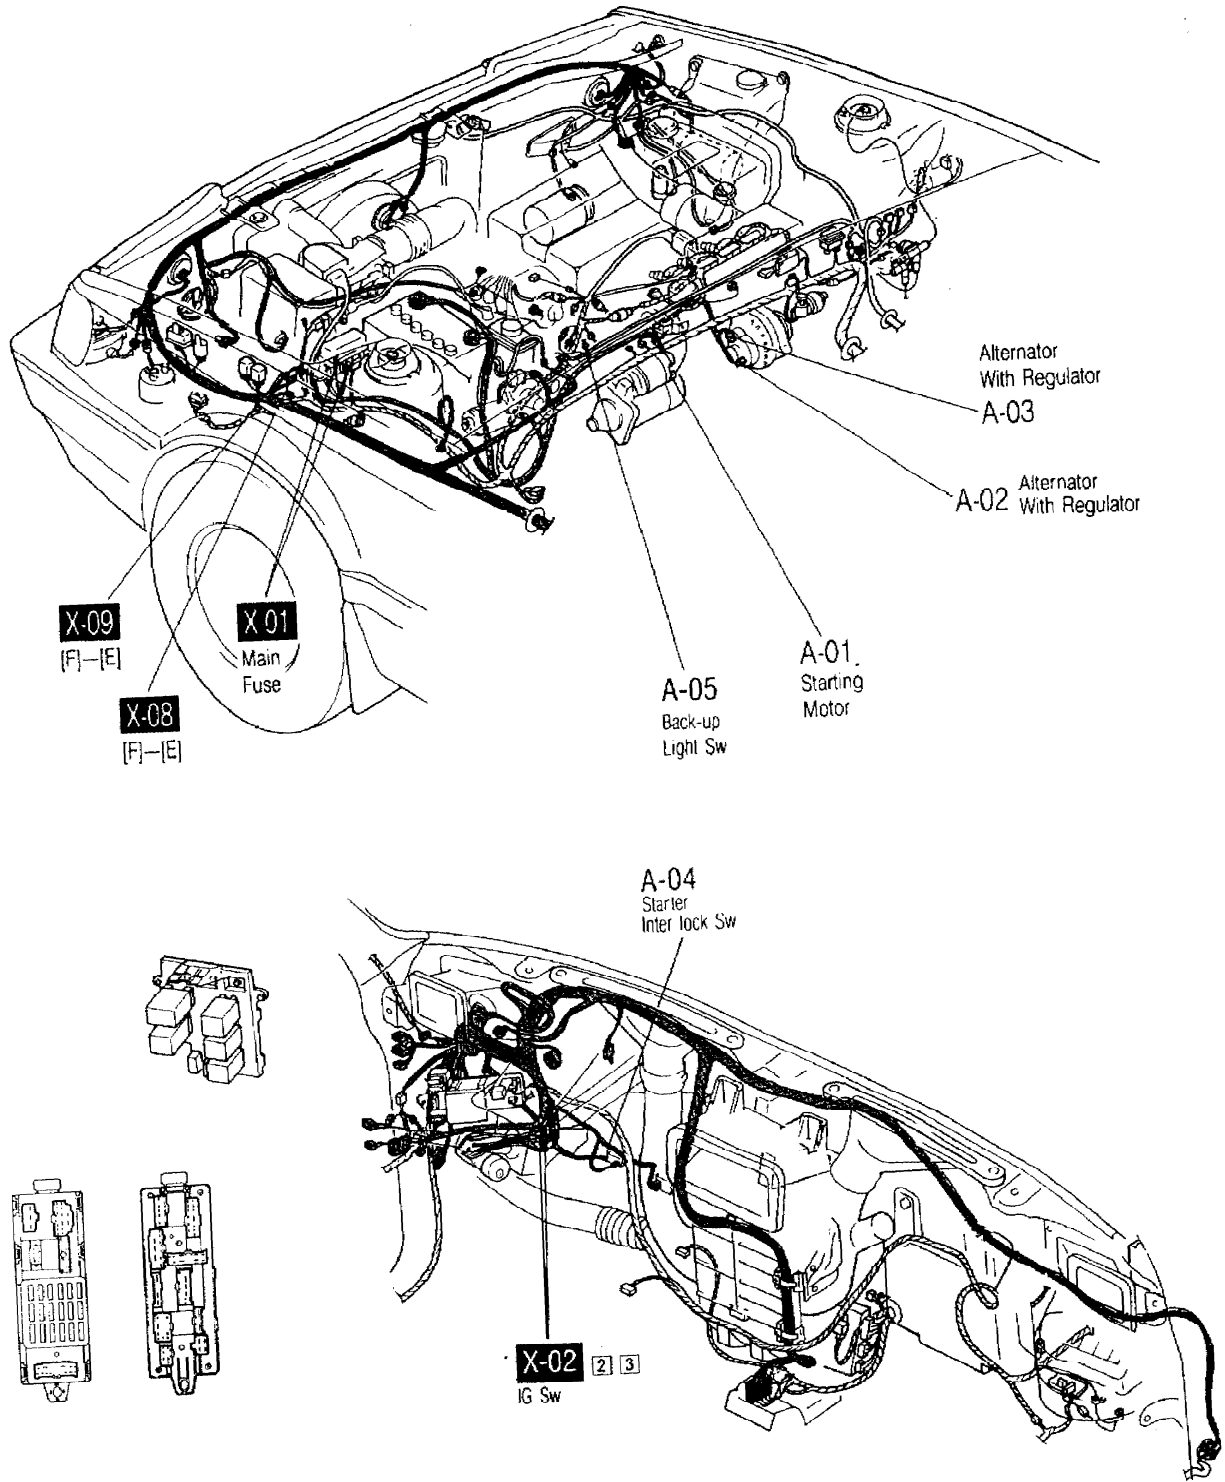 Alternator
With Regulator
A-03
A-02 Alternator
With Regulator
X-09
[F]—[E]
X-01
Main
Fuse
X-08
[F]—[E]
A-05
Back-up
Light Sw
A-01.
Starting
Motor
A-04
Starter
Inter lock Sw
X-02 2 3
IG Sw